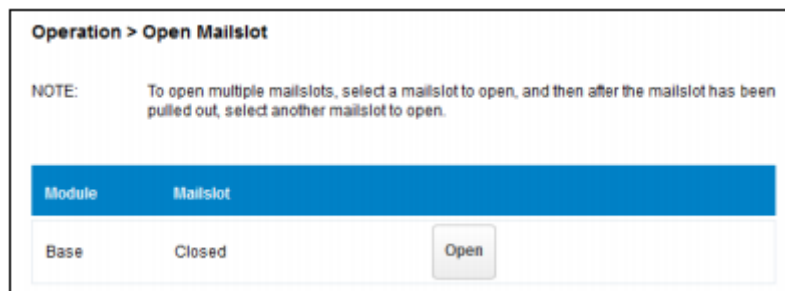 Operation > Open Mailslot
NOTE: To open multiple mailslots, select a mailslot to open, and then after the mailslot has been
pulled out, select another mailslot to open.
Module Mailslot
Base Closed Open